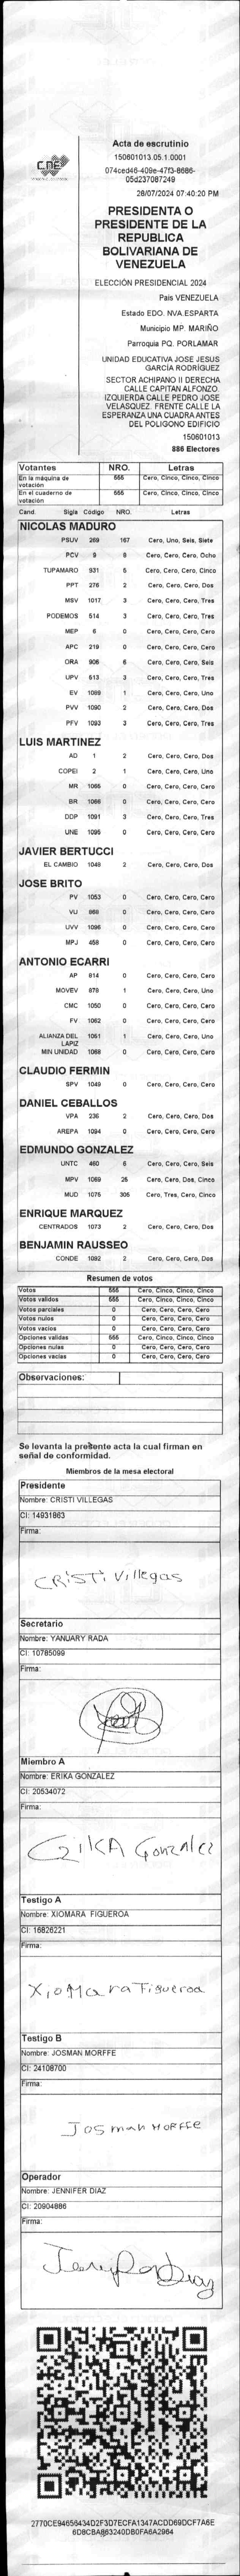 CNE
Acta de escrutinio
150601013.05.1.0001
074ced46-409e-47f3-8686-
05d237087249
28/07/2024 07:40:20 PM
PRESIDENTA O
PRESIDENTE DE LA
REPUBLICA
BOLIVARIANA DE
VENEZUELA
ELECCIÓN PRESIDENCIAL 2024
País VENEZUELA
Estado EDO. NVA.ESPARTA
Municipio MP. MARIÑO
Parroquia PQ. PORLAMAR
UNIDAD EDUCATIVA JOSE JESUS
GARCÍA RODRÍGUEZ
SECTOR ACHIPANO II DERECHA
CALLE CAPITAN ALFONZO.
IZQUIERDA CALLE PEDRO JOSE
VELASQUEZ. FRENTE CALLE LA
ESPERANZA UNA CUADRA ANTES
DEL POLIGONO EDIFICIO
150601013
886 Electores
Votantes NRO. Letras
En la máquina de votación 555 Cero, Cinco, Cinco, Cinco
En el cuaderno de votación 555 Cero, Cinco, Cinco, Cinco
Cand. Sigla Código NRO. Letras
NICOLAS MADURO
PSUV 269 167 Cero, Uno, Seis, Siete
PCV 9 8 Cero, Cero, Cero, Ocho
TUPAMARO 931 5 Cero, Cero, Cero, Cinco
PPT 276 2 Cero, Cero, Cero, Dos
MSV 1017 3 Cero, Cero, Cero, Tres
PODEMOS 514 3 Cero, Cero, Cero, Tres
MEP 6 0 Cero, Cero, Cero, Cero
APC 219 0 Cero, Cero, Cero, Cero
ORA 906 6 Cero, Cero, Cero, Seis
UPV 613 3 Cero, Cero, Cero, Tres
EV 1089 1 Cero, Cero, Cero, Uno
PVV 1090 2 Cero, Cero, Cero, Dos
PFV 1093 3 Cero, Cero, Cero, Tres
LUIS MARTINEZ
AD 1 2 Cero, Cero, Cero, Dos
COPEI 2 1 Cero, Cero, Cero, Uno
MR 1065 0 Cero, Cero, Cero, Cero
BR 1066 0 Cero, Cero, Cero, Cero
DDP 1091 3 Cero, Cero, Cero, Tres
UNE 1095 0 Cero, Cero, Cero, Cero
JAVIER BERTUCCI
EL CAMBIO 1048 2 Cero, Cero, Cero, Dos
JOSE BRITO
PV 1053 0 Cero, Cero, Cero, Cero
VU 868 0 Cero, Cero, Cero, Cero
UVV 1096 0 Cero, Cero, Cero, Cero
MPJ 458 0 Cero, Cero, Cero, Cero
ANTONIO ECARRI
AP 814 0 Cero, Cero, Cero, Cero
MOVEV 878 1 Cero, Cero, Cero, Uno
CMC 1050 0 Cero, Cero, Cero, Cero
FV 1062 0 Cero, Cero, Cero, Cero
ALIANZA DEL LAPIZ 1051 1 Cero, Cero, Cero, Uno
MIN UNIDAD 1068 0 Cero, Cero, Cero, Cero
CLAUDIO FERMIN
SPV 1049 0 Cero, Cero, Cero, Cero
DANIEL CEBALLOS
VPA 236 2 Cero, Cero, Cero, Dos
AREPA 1094 0 Cero, Cero, Cero, Cero
EDMUNDO GONZALEZ
UNTC 460 6 Cero, Cero, Cero, Seis
MPV 1069 25 Cero, Cero, Dos, Cinco
MUD 1075 305 Cero, Tres, Cero, Cinco
ENRIQUE MARQUEZ
CENTRADOS 1073 2 Cero, Cero, Cero, Dos
BENJAMIN RAUSSEO
CONDE 1092 2 Cero, Cero, Cero, Dos
Resumen de votos
Votos 555 Cero, Cinco, Cinco, Cinco
Votos validos 555 Cero, Cinco, Cinco, Cinco
Votos parciales 0 Cero, Cero, Cero, Cero
Votos nulos 0 Cero, Cero, Cero, Cero
Votos vacios 0 Cero, Cero, Cero, Cero
Opciones validas 555 Cero, Cinco, Cinco, Cinco
Opciones nulas 0 Cero, Cero, Cero, Cero
Opciones vacias 0 Cero, Cero, Cero, Cero
Observaciones:
Se levanta la presente acta la cual firman en
señal de conformidad.
Miembros de la mesa electoral
Presidente
Nombre: CRISTI VILLEGAS
CI: 14931863
Firma:
CRisTi Villegas
Secretario
Nombre: YANUARY RADA
CI: 10785099
Firma:
Miembro A
Nombre: ERIKA GONZALEZ
CI: 20534072
Firma:
ERIKA Gonzalez
Testigo A
Nombre: XIOMARA FIGUEROA
CI: 16826221
Firma:
Xiomara Figueroa
Testigo B
Nombre: JOSMAN MORFFE
CI: 24108700
Firma:
Josman Morffe
Operador
Nombre: JENNIFER DIAZ
CI: 20904886
Firma:
Jennifer Diaz
2770CE94656434D2F3D7ECFA1347ACDD69DCF7A6E
6D8CBA863240DB0FA6A2964